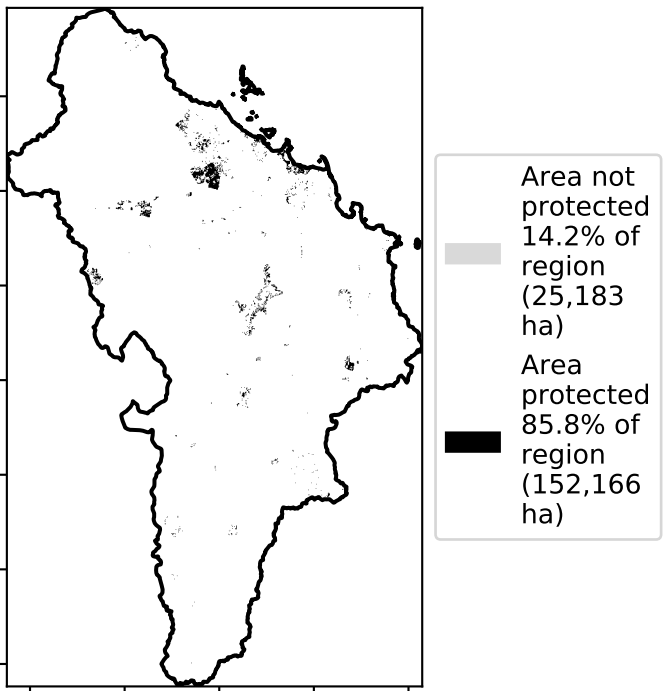 Area not
protected
14.2% of
region
(25,183
ha)
Area
protected
85.8% of
region
(152,166
ha)